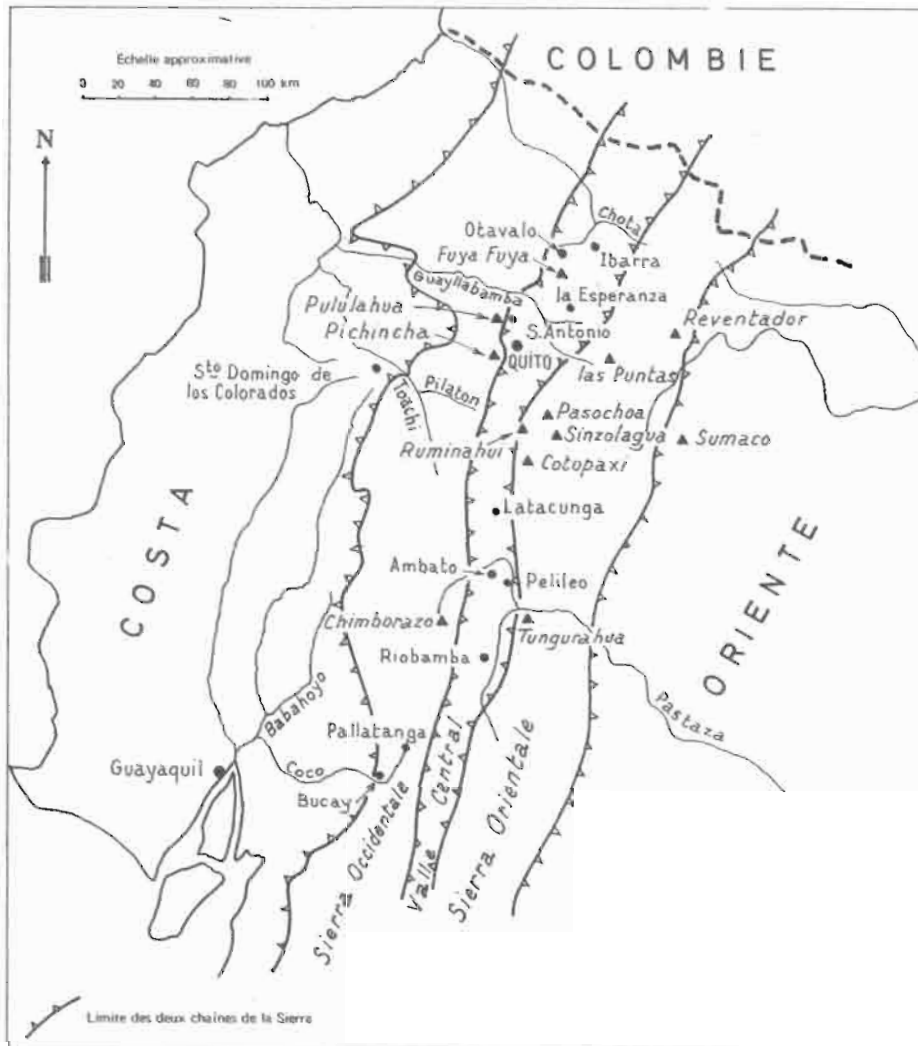 COLOMBIE
Echelle approximative
0 20 40 60 80 100 km
N
Chota
Otavalo
Ibarra
Fuya Fuya
Guayllabamba
la Esperanza
Pululahua
Reventador
S.Antonio
Pichincha
QUITO
las Puntas
Sto Domingo de
los Colorados
Toachi
Pilaton
Pasochoa
Ruminahui
Sinzolagua
Sumaco
Cotopaxi
COSTA
Latacunga
ORIENTE
Ambato
Pelileo
Chimborazo
Tungurahua
Riobamba
Pastaza
Babahoyo
Pallatanga
Guayaquil
Coco
Bucay
Sierra Occidentale
Valle Central
Sierra Orientale
Limite des deux chaînes de la Sierra